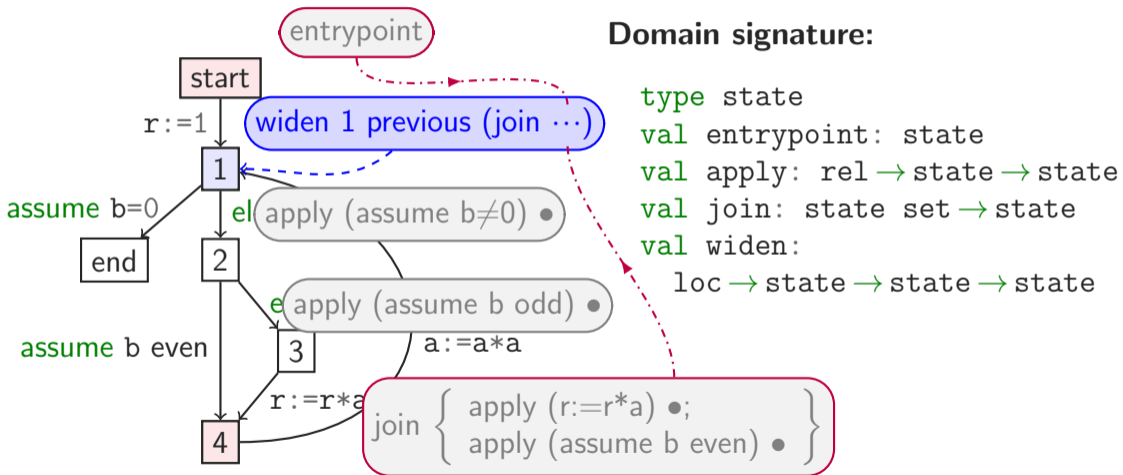 entrypoint
Domain signature:
start
type state
r:=1
widen 1 previous (join ⋯)
val entrypoint: state
1
val apply: rel → state → state
assume b=0
el
apply (assume b≠0) ●
val join: state set → state
end
2
val widen:
loc → state → state → state
e
apply (assume b odd) ●
assume b even
3
a:=a*a
r:=r*a
join { apply (r:=r*a) ●;
apply (assume b even) ● }
4